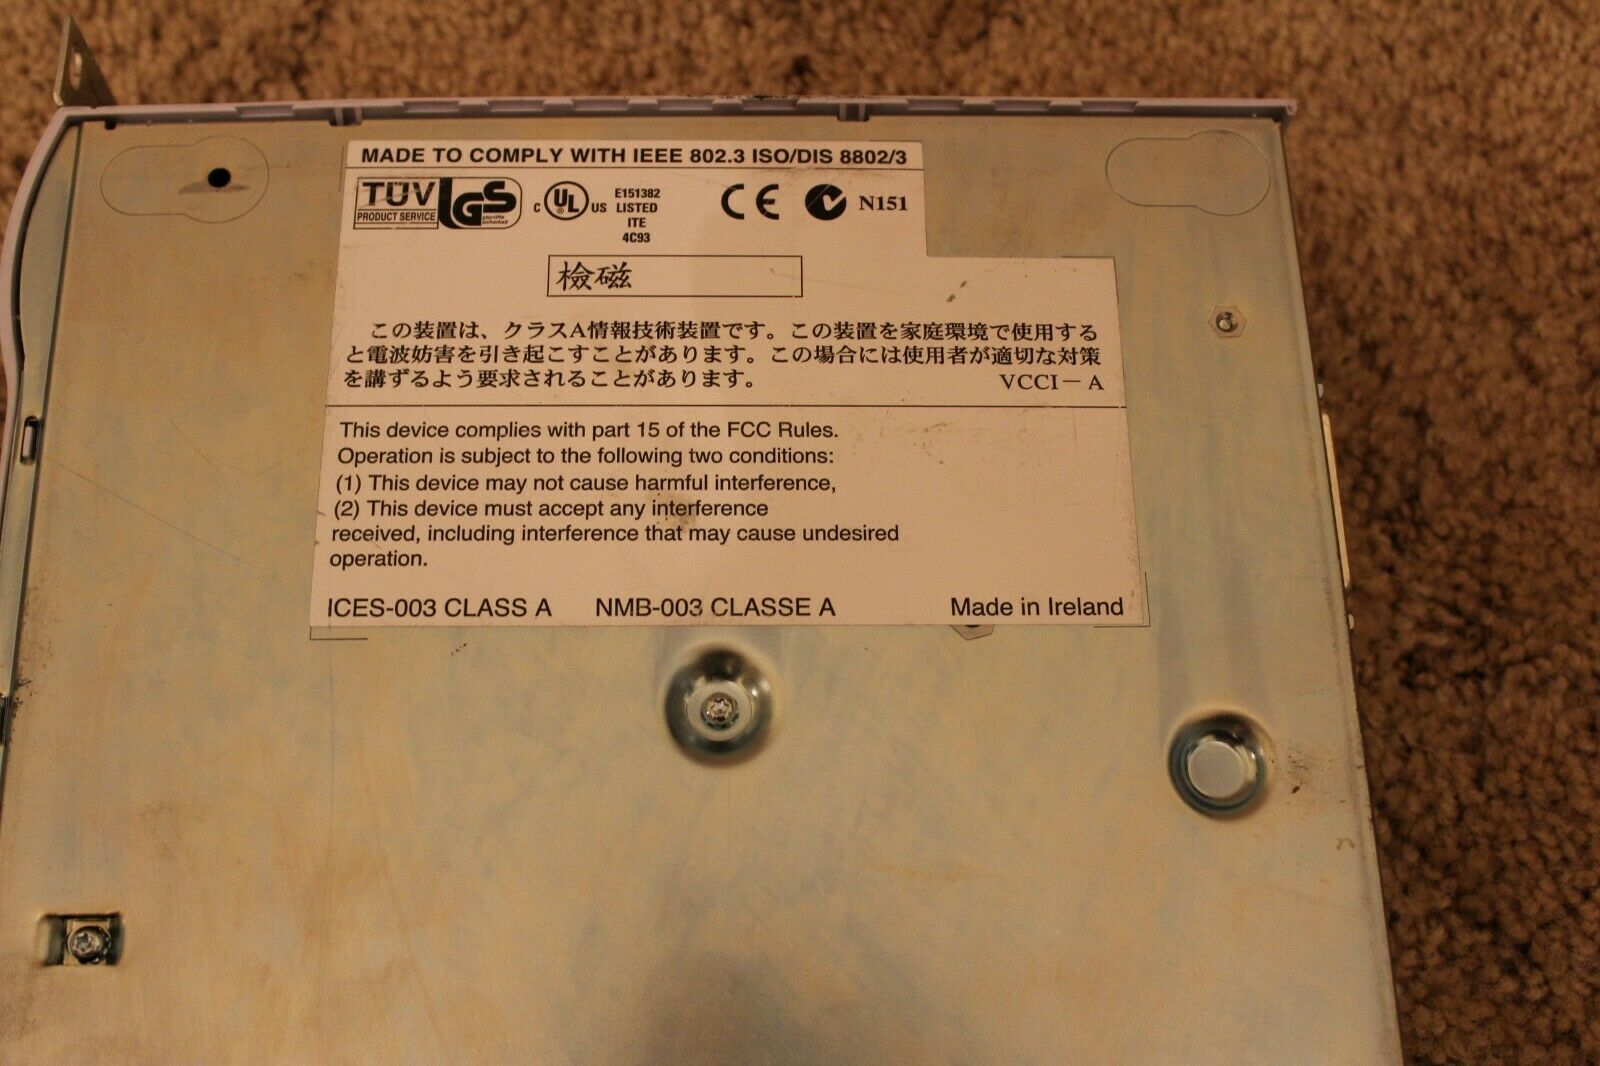 MADE TO COMPLY WITH IEEE 802.3 ISO/DIS 8802/3
TÜV
PRODUCT SERVICE
GS
geprüfte
Sicherheit
C UL US
®
E151382
LISTED
ITE
4C93
CE
N151
檢磁
この装置は、クラスA情報技術装置です。この装置を家庭環境で使用する
と電波妨害を引き起こすことがあります。この場合には使用者が適切な対策
を講ずるよう要求されることがあります。 VCCI－A
This device complies with part 15 of the FCC Rules.
Operation is subject to the following two conditions:
(1) This device may not cause harmful interference,
(2) This device must accept any interference
received, including interference that may cause undesired
operation.
ICES-003 CLASS A NMB-003 CLASSE A Made in Ireland